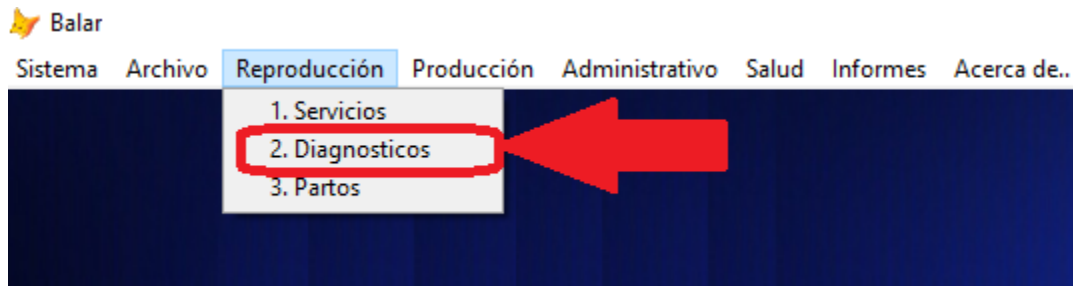 Balar
Sistema Archivo Reproducción Producción Administrativo Salud Informes Acerca de..
1. Servicios
2. Diagnosticos
3. Partos